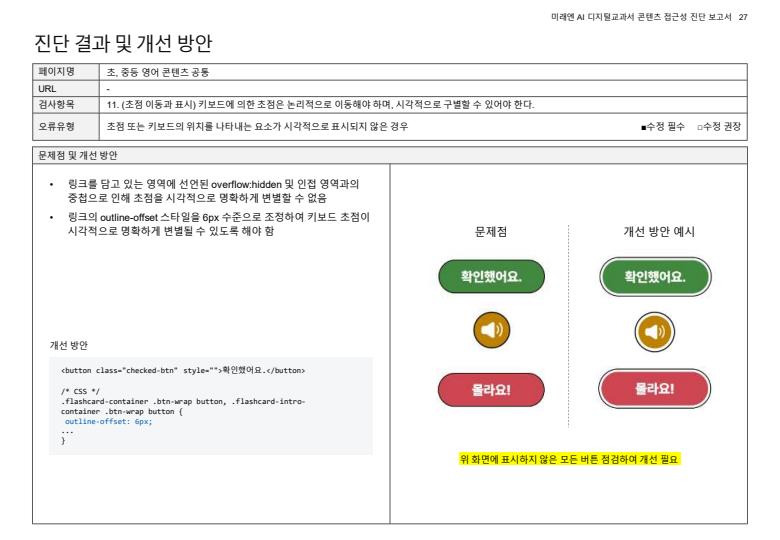 미래엔 AI 디지털교과서 콘텐츠 접근성 진단 보고서 27
진단 결과 및 개선 방안
페이지명 초, 중등 영어 콘텐츠 공통
URL -
검사항목 11. (초점 이동과 표시) 키보드에 의한 초점은 논리적으로 이동해야 하며, 시각적으로 구별할 수 있어야 한다.
오류유형 초점 또는 키보드의 위치를 나타내는 요소가 시각적으로 표시되지 않은 경우 ■수정 필수 □수정 권장
문제점 및 개선 방안
• 링크를 담고 있는 영역에 선언된 overflow:hidden 및 인접 영역과의
중첩으로 인해 초점을 시각적으로 명확하게 변별할 수 없음
• 링크의 outline-offset 스타일을 6px 수준으로 조정하여 키보드 초점이
시각적으로 명확하게 변별될 수 있도록 해야 함
개선 방안
<button class="checked-btn" style="">확인했어요.</button>
/* CSS */
.flashcard-container .btn-wrap button, .flashcard-intro-
container .btn-wrap button {
outline-offset: 6px;
...
}
문제점
개선 방안 예시
확인했어요.
확인했어요.
몰라요!
몰라요!
위 화면에 표시하지 않은 모든 버튼 점검하여 개선 필요